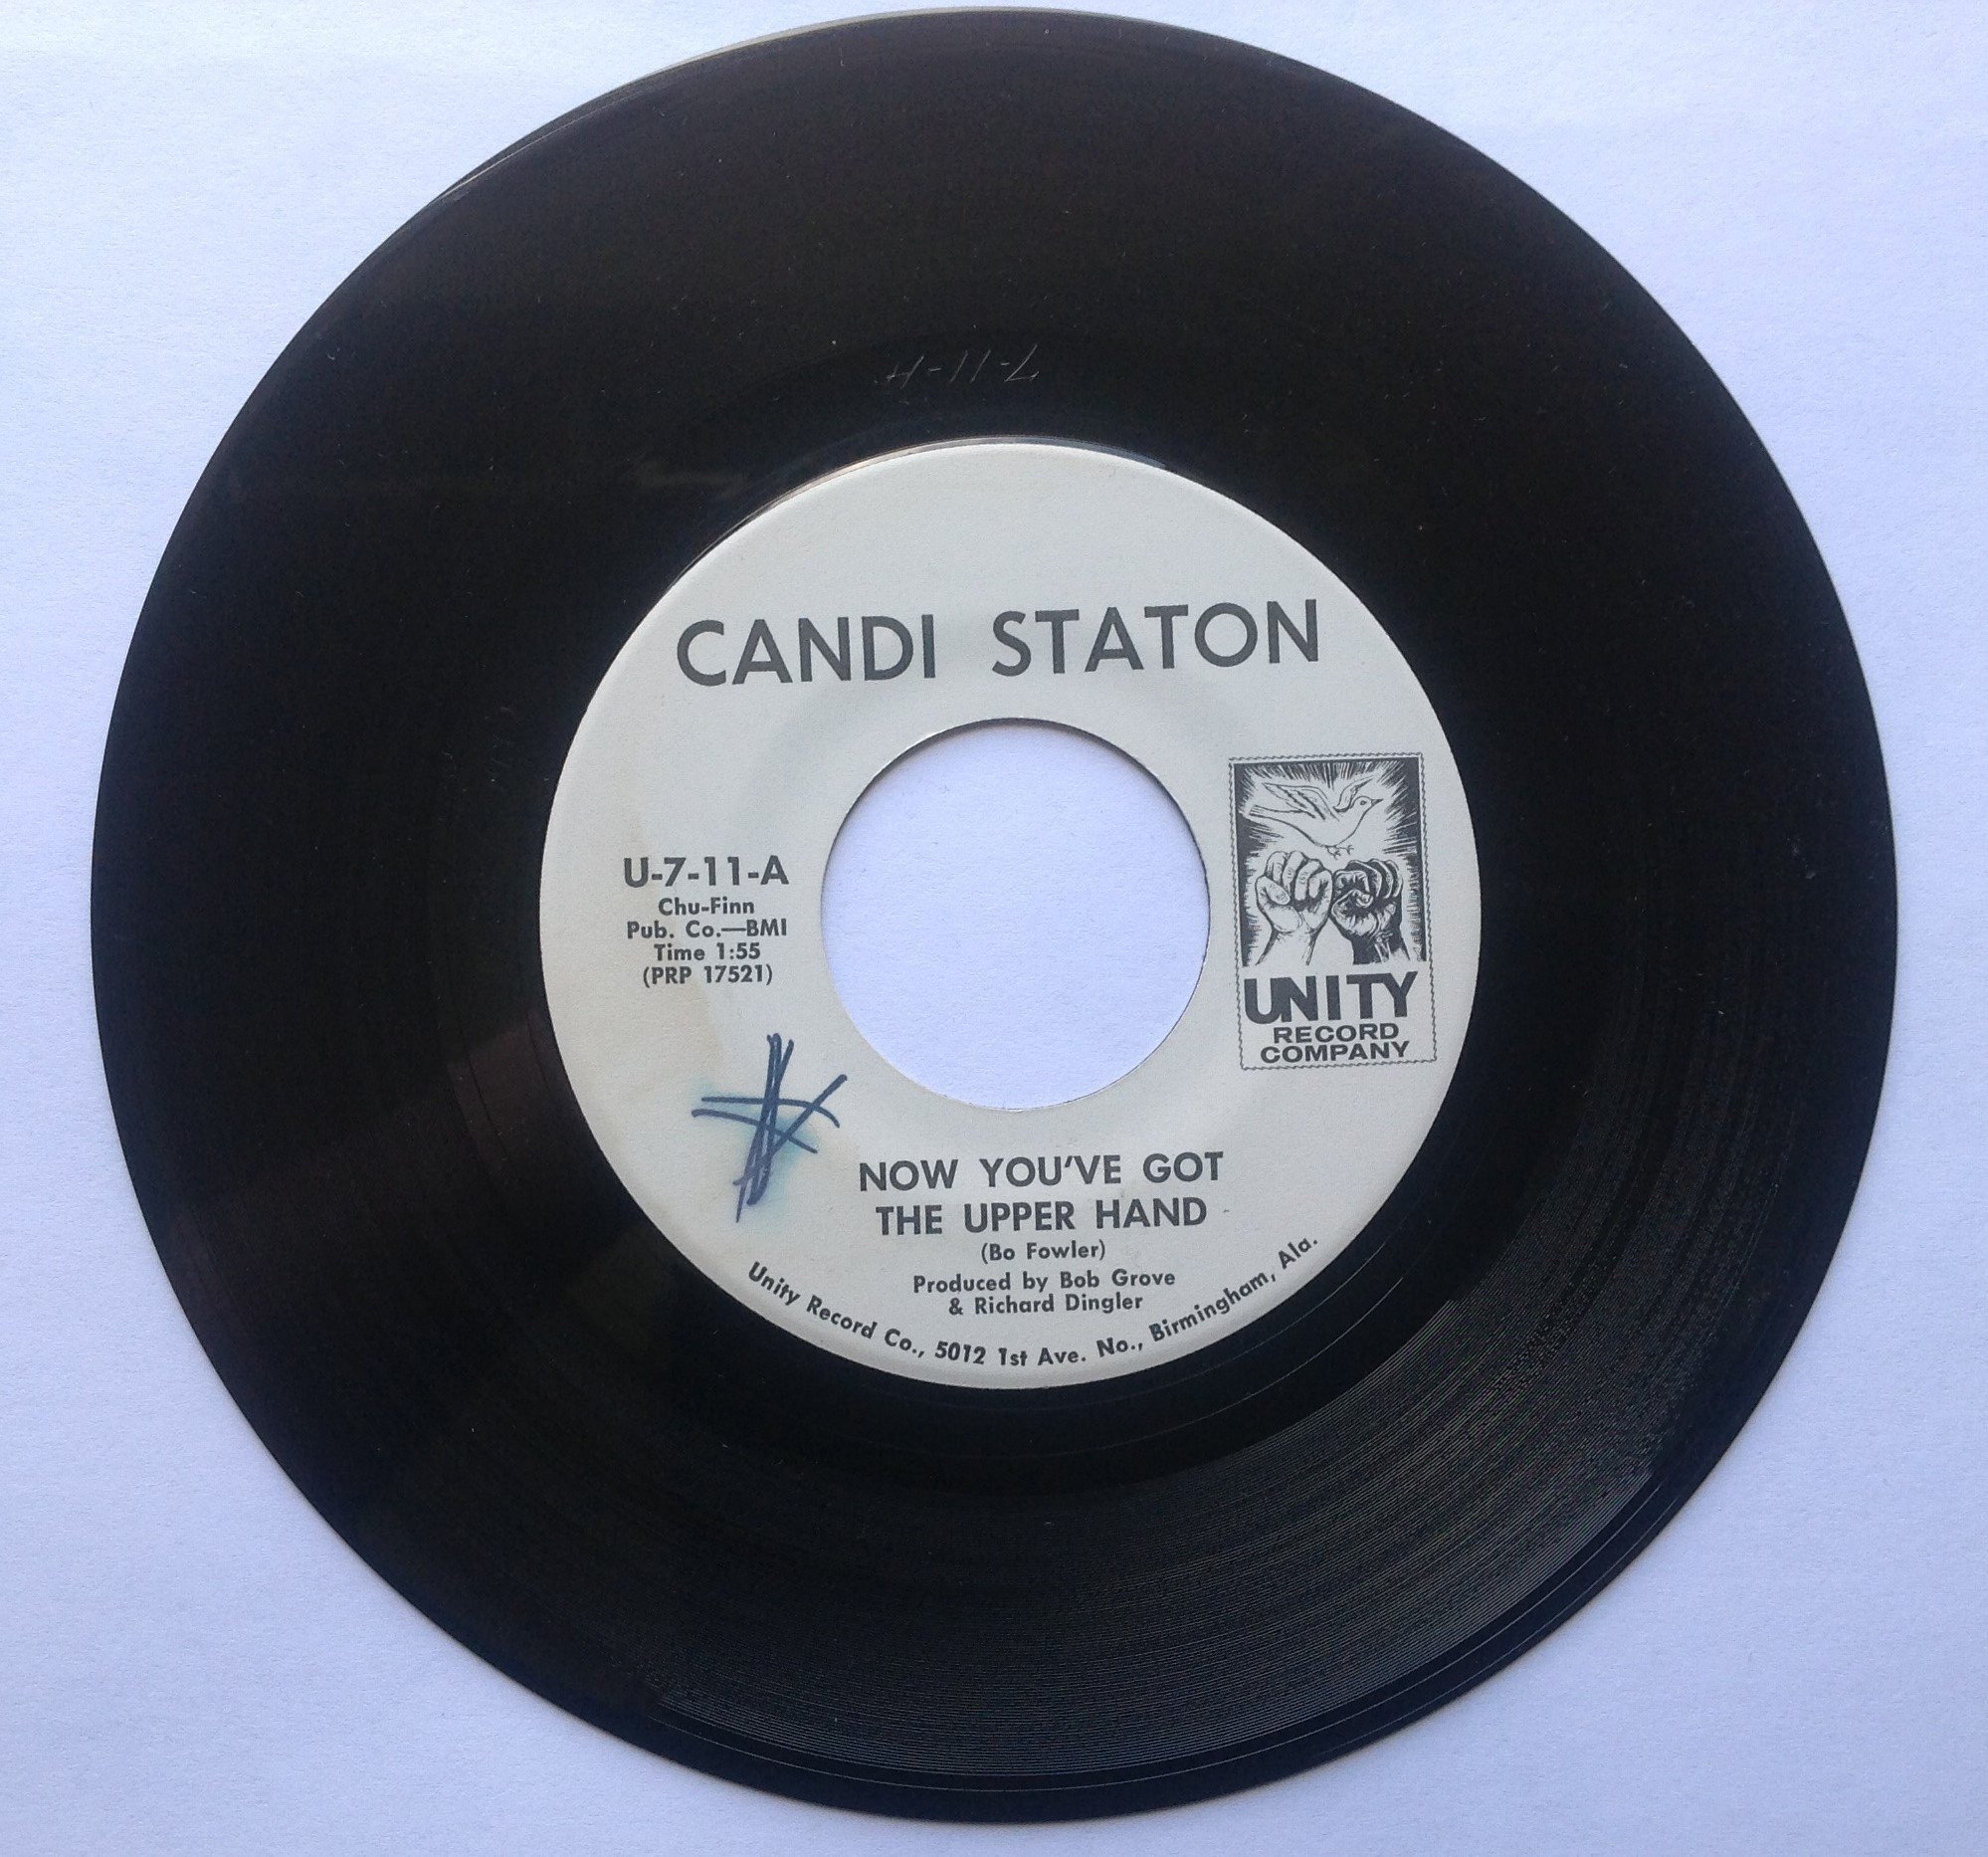 7-11-A
CANDI STATON
U-7-11-A
Chu-Finn
Pub. Co.—BMI
Time 1:55
(PRP 17521)
UNITY
RECORD
COMPANY
NOW YOU'VE GOT
THE UPPER HAND
(Bo Fowler)
Produced by Bob Grove
& Richard Dingler
Unity Record Co., 5012 1st Ave. No., Birmingham, Ala.